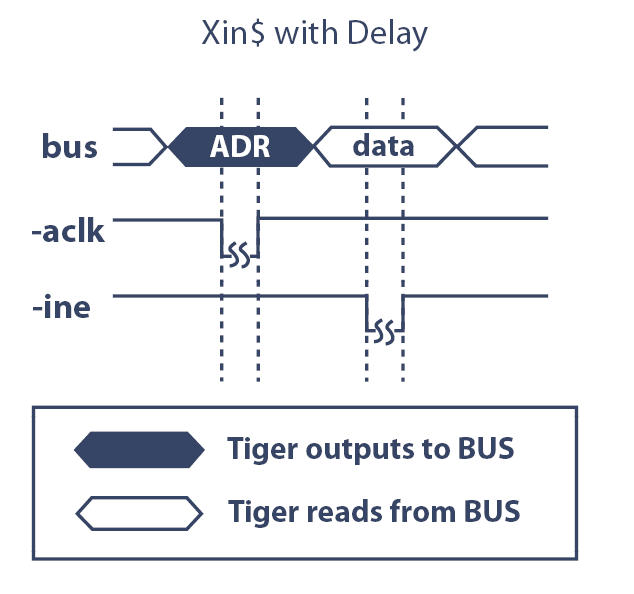 Xin$ with Delay
bus
ADR
data
-aclk
-ine
Tiger outputs to BUS
Tiger reads from BUS